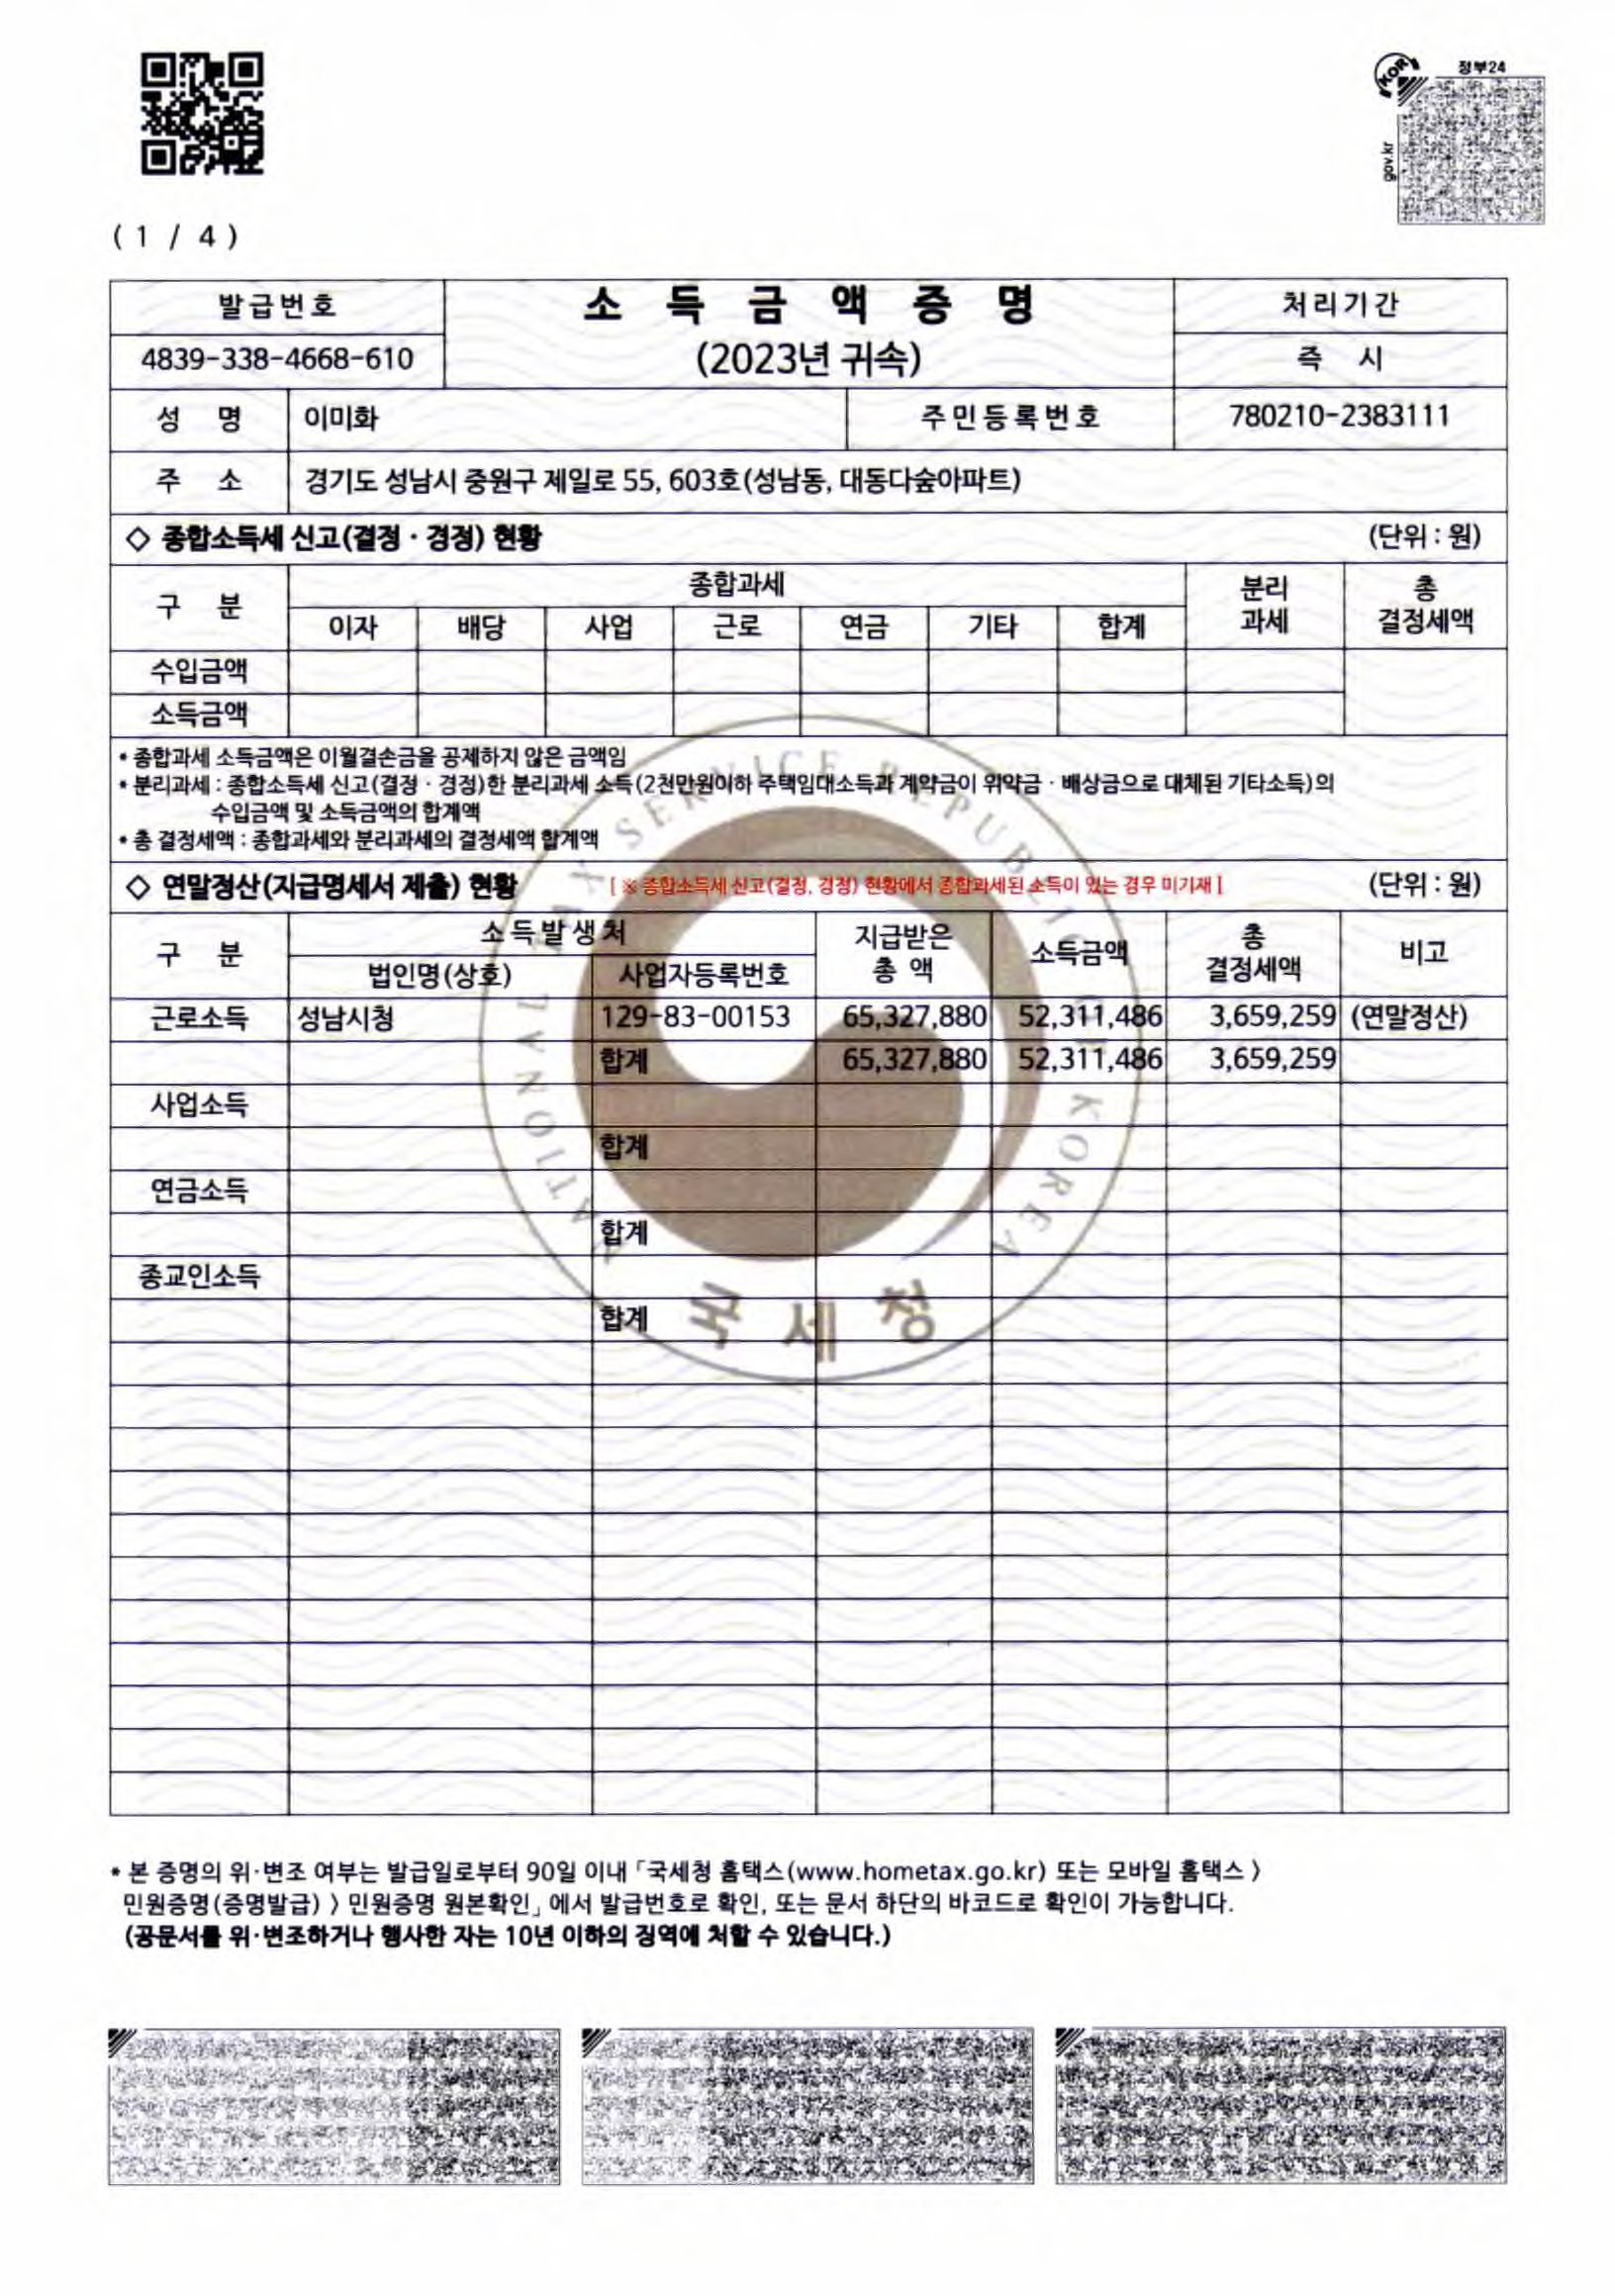 정부24
KOR
gov.kr
( 1 / 4 )
발급번호
소 득 금 액 증 명
처리기간
4839-338-4668-610
(2023년 귀속)
즉 시
성 명
이미화
주민등록번호
780210-2383111
주 소
경기도 성남시 중원구 제일로 55, 603호(성남동, 대동다숲아파트)
◇ 종합소득세 신고(결정ㆍ경정) 현황
(단위 : 원)
구 분
종합과세
분리
과세
총
결정세액
이자
배당
사업
근로
연금
기타
합계
수입금액
소득금액
* 종합과세 소득금액은 이월결손금을 공제하지 않은 금액임
* 분리과세 : 종합소득세 신고(결정ㆍ경정)한 분리과세 소득(2천만원이하 주택임대소득과 계약금이 위약금ㆍ배상금으로 대체된 기타소득)의
수입금액 및 소득금액의 합계액
* 총 결정세액 : 종합과세와 분리과세의 결정세액 합계액
◇ 연말정산(지급명세서 제출) 현황
[ ※ 종합소득세 신고(결정, 경정) 현황에서 종합과세된 소득이 있는 경우 미기재 ]
(단위 : 원)
구 분
소득발생처
지급받은
총 액
소득금액
총
결정세액
비고
법인명(상호)
사업자등록번호
근로소득
성남시청
129-83-00153
65,327,880
52,311,486
3,659,259
(연말정산)
합계
65,327,880
52,311,486
3,659,259
사업소득
합계
연금소득
합계
종교인소득
합계
NATIONAL TAX SERVICE REPUBLIC OF KOREA
국세청
* 본 증명의 위·변조 여부는 발급일로부터 90일 이내 「국세청 홈택스(www.hometax.go.kr) 또는 모바일 홈택스 〉
민원증명(증명발급) 〉 민원증명 원본확인」에서 발급번호로 확인, 또는 문서 하단의 바코드로 확인이 가능합니다.
(공문서를 위·변조하거나 행사한 자는 10년 이하의 징역에 처할 수 있습니다.)